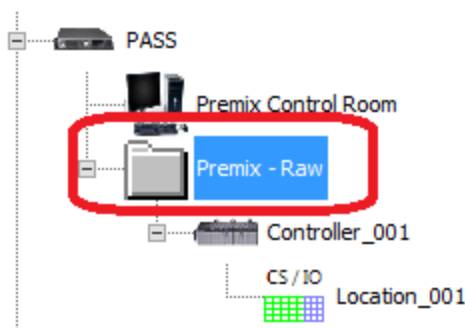 PASS
Premix Control Room
Premix - Raw
Controller_001
CS / IO
Location_001